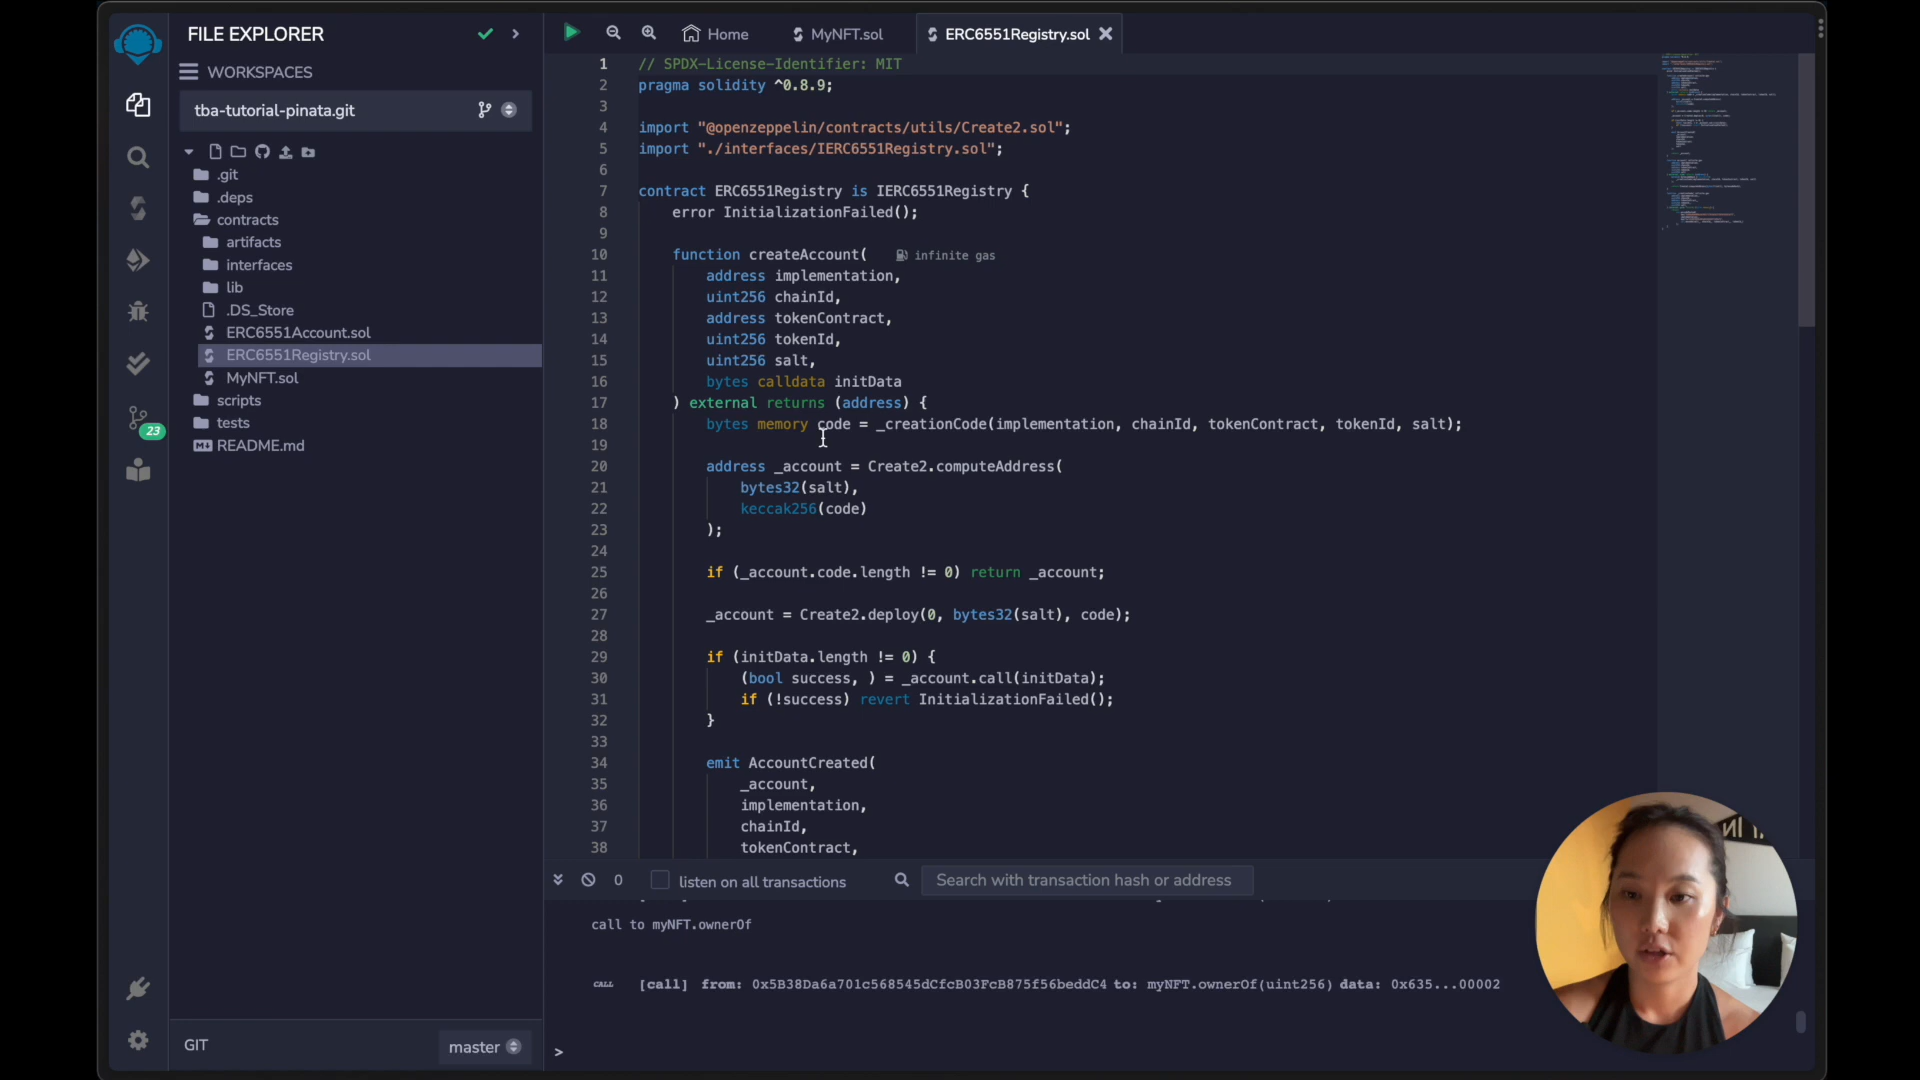 FILE EXPLORER
WORKSPACES
tba-tutorial-pinata.git
.git
.deps
contracts
artifacts
interfaces
lib
.DS_Store
ERC6551Account.sol
ERC6551Registry.sol
MyNFT.sol
scripts
tests
README.md
23
GIT
master
Home
MyNFT.sol
ERC6551Registry.sol
1 // SPDX-License-Identifier: MIT
2 pragma solidity ^0.8.9;
3
4 import "@openzeppelin/contracts/utils/Create2.sol";
5 import "./interfaces/IERC6551Registry.sol";
6
7 contract ERC6551Registry is IERC6551Registry {
8 error InitializationFailed();
9
10 function createAccount( infinite gas
11 address implementation,
12 uint256 chainId,
13 address tokenContract,
14 uint256 tokenId,
15 uint256 salt,
16 bytes calldata initData
17 ) external returns (address) {
18 bytes memory code = _creationCode(implementation, chainId, tokenContract, tokenId, salt);
19
20 address _account = Create2.computeAddress(
21 bytes32(salt),
22 keccak256(code)
23 );
24
25 if (_account.code.length != 0) return _account;
26
27 _account = Create2.deploy(0, bytes32(salt), code);
28
29 if (initData.length != 0) {
30 (bool success, ) = _account.call(initData);
31 if (!success) revert InitializationFailed();
32 }
33
34 emit AccountCreated(
35 _account,
36 implementation,
37 chainId,
38 tokenContract,
0 listen on all transactions Search with transaction hash or address
call to myNFT.ownerOf
CALL [call] from: 0x5B38Da6a701c568545dCfcB03FcB875f56beddC4 to: myNFT.ownerOf(uint256) data: 0x635...00002
>